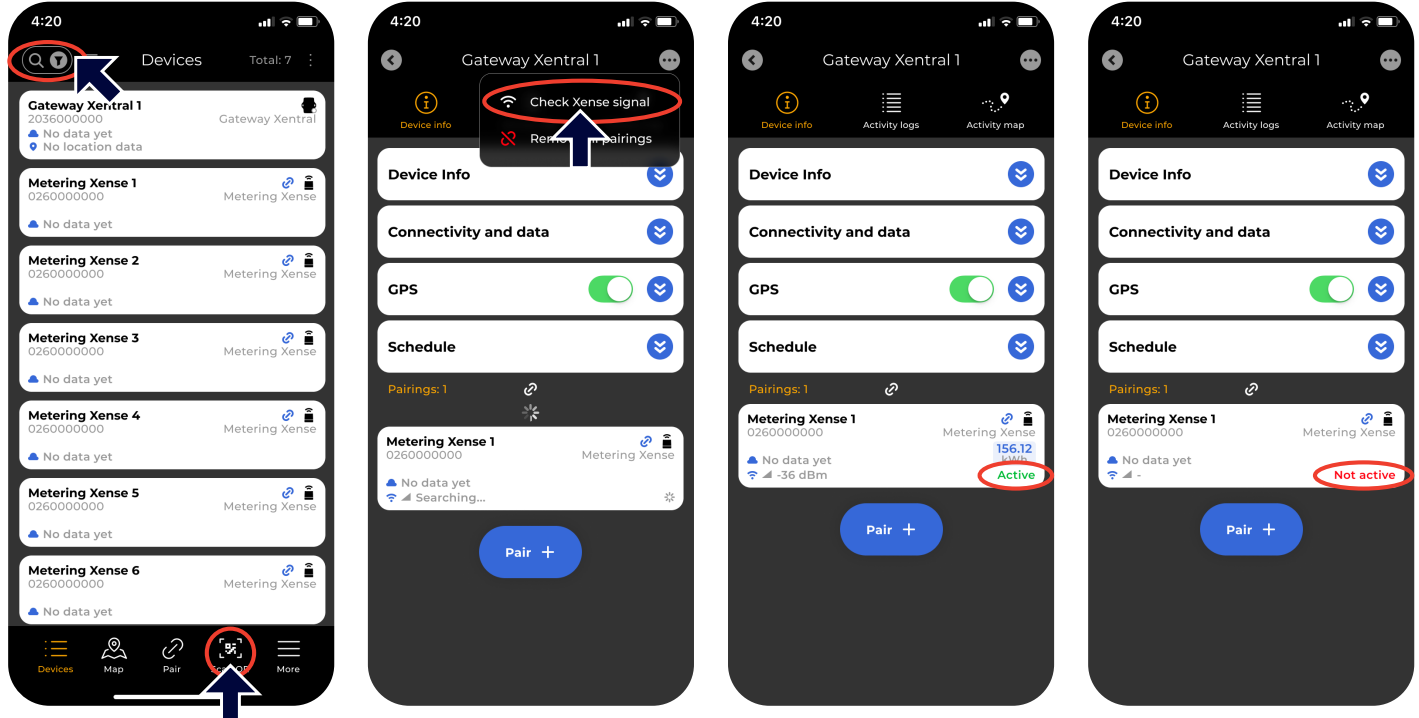 4:20
Devices
Total: 7
Gateway Xentral 1
2036000000
Gateway Xentral
No data yet
No location data
Metering Xense 1
0260000000
Metering Xense
No data yet
Metering Xense 2
0260000000
Metering Xense
No data yet
Metering Xense 3
0260000000
Metering Xense
No data yet
Metering Xense 4
0260000000
Metering Xense
No data yet
Metering Xense 5
0260000000
Metering Xense
No data yet
Metering Xense 6
0260000000
Metering Xense
No data yet
Devices
Map
Pair
More
4:20
Gateway Xentral 1
Device info
Check Xense signal
pairings
Device Info
Connectivity and data
GPS
Schedule
Pairings: 1
Metering Xense 1
0260000000
Metering Xense
No data yet
Searching...
Pair +
4:20
Gateway Xentral 1
Device info
Activity logs
Activity map
Device Info
Connectivity and data
GPS
Schedule
Pairings: 1
Metering Xense 1
0260000000
Metering Xense
156.12
kWh
No data yet
-36 dBm
Active
Pair +
4:20
Gateway Xentral 1
Device info
Activity logs
Activity map
Device Info
Connectivity and data
GPS
Schedule
Pairings: 1
Metering Xense 1
0260000000
Metering Xense
No data yet
-
Not active
Pair +